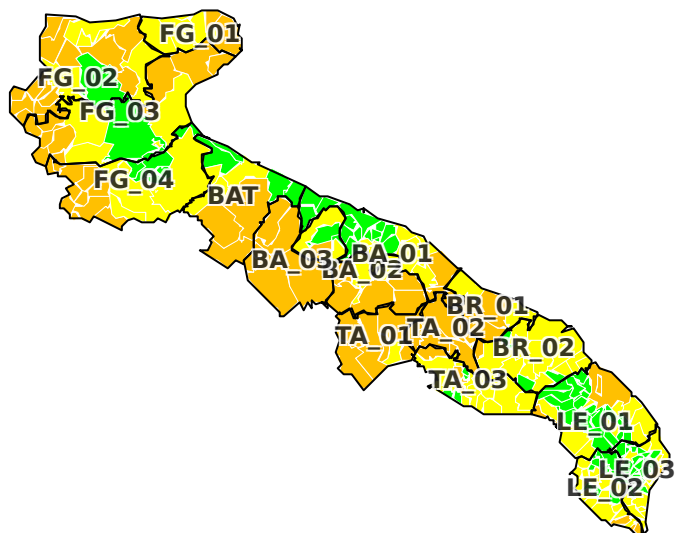 FG_01
FG_02
FG_03
FG_04
BAT
BA_01
BA_03
BA_02
BR_01
TA_02
TA_01
BR_02
TA_03
LE_01
LE_03
LE_02